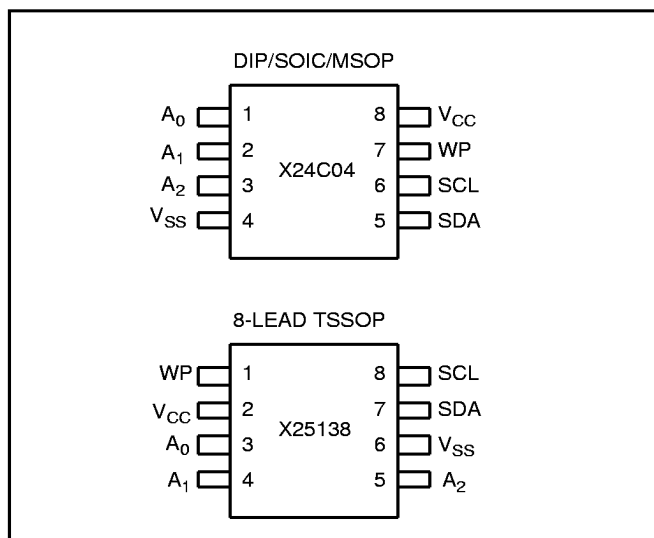 DIP/SOIC/MSOP
A0 1 8 VCC
A1 2 7 WP
X24C04
A2 3 6 SCL
VSS 4 5 SDA
8-LEAD TSSOP
WP 1 8 SCL
VCC 2 7 SDA
X25138
A0 3 6 VSS
A1 4 5 A2